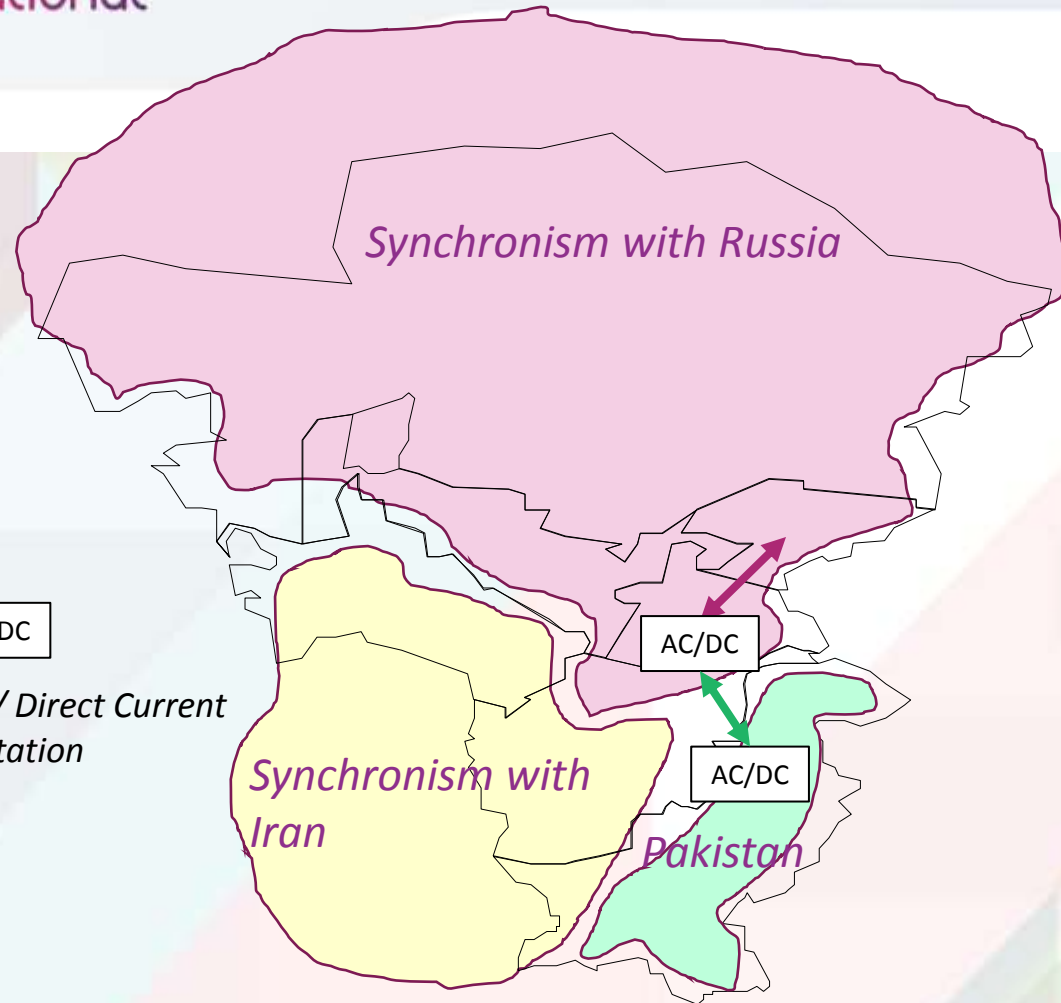 Synchronism with Russia
AC/DC
DC
/ Direct Current
tation
AC/DC
Synchronism with
Iran
Pakistan